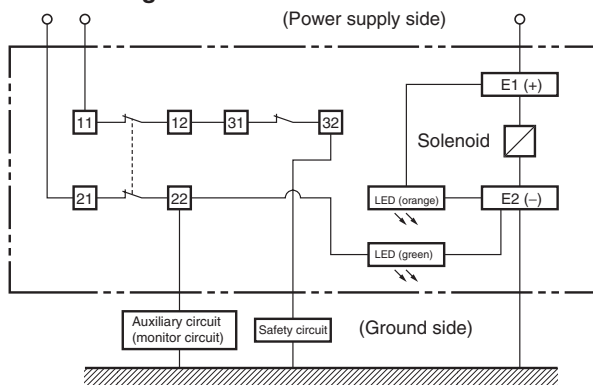 (Power supply side)
E1 (+)
11
12
31
32
Solenoid
21
22
LED (orange)
E2 (–)
LED (green)
Auxiliary circuit
(monitor circuit)
Safety circuit
(Ground side)